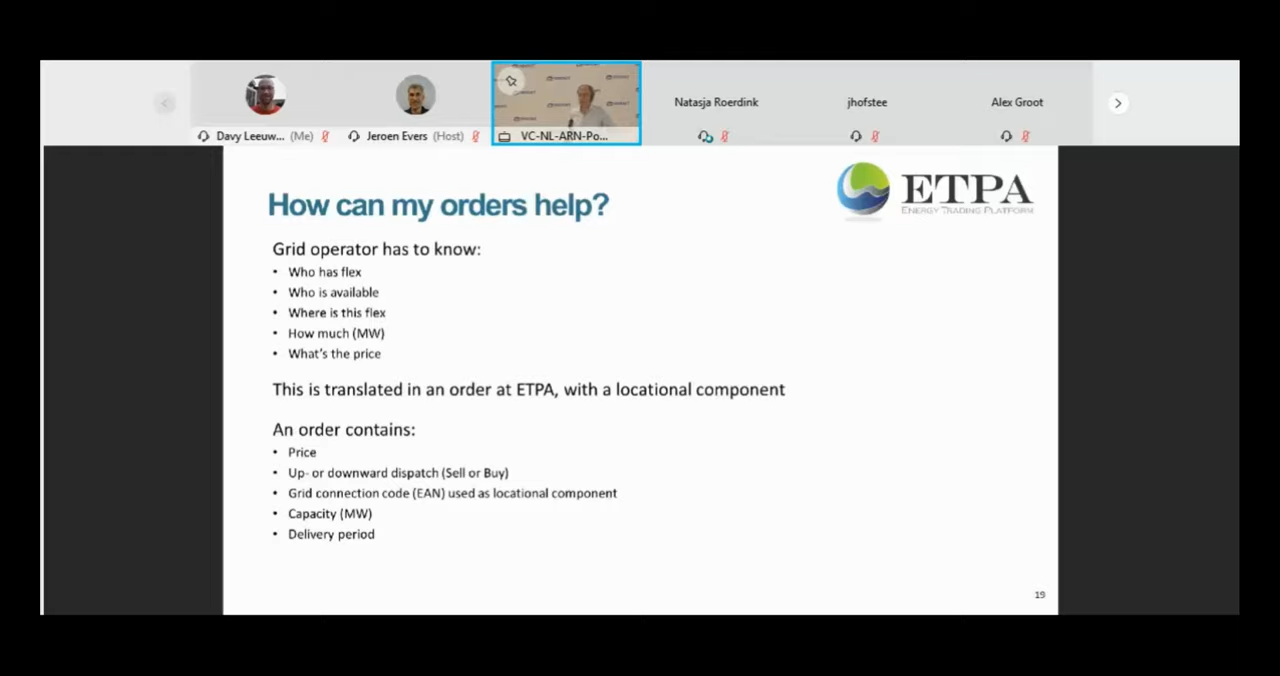 Natasja Roerdink
jhofstee
Alex Groot
Davy Leeuw... (Me)
Jeroen Evers (Host)
VC-NL-ARN-Po...
How can my orders help?
ETPA
ENERGY TRADING PLATFORM
Grid operator has to know:
• Who has flex
• Who is available
• Where is this flex
• How much (MW)
• What's the price
This is translated in an order at ETPA, with a locational component
An order contains:
• Price
• Up- or downward dispatch (Sell or Buy)
• Grid connection code (EAN) used as locational component
• Capacity (MW)
• Delivery period
19